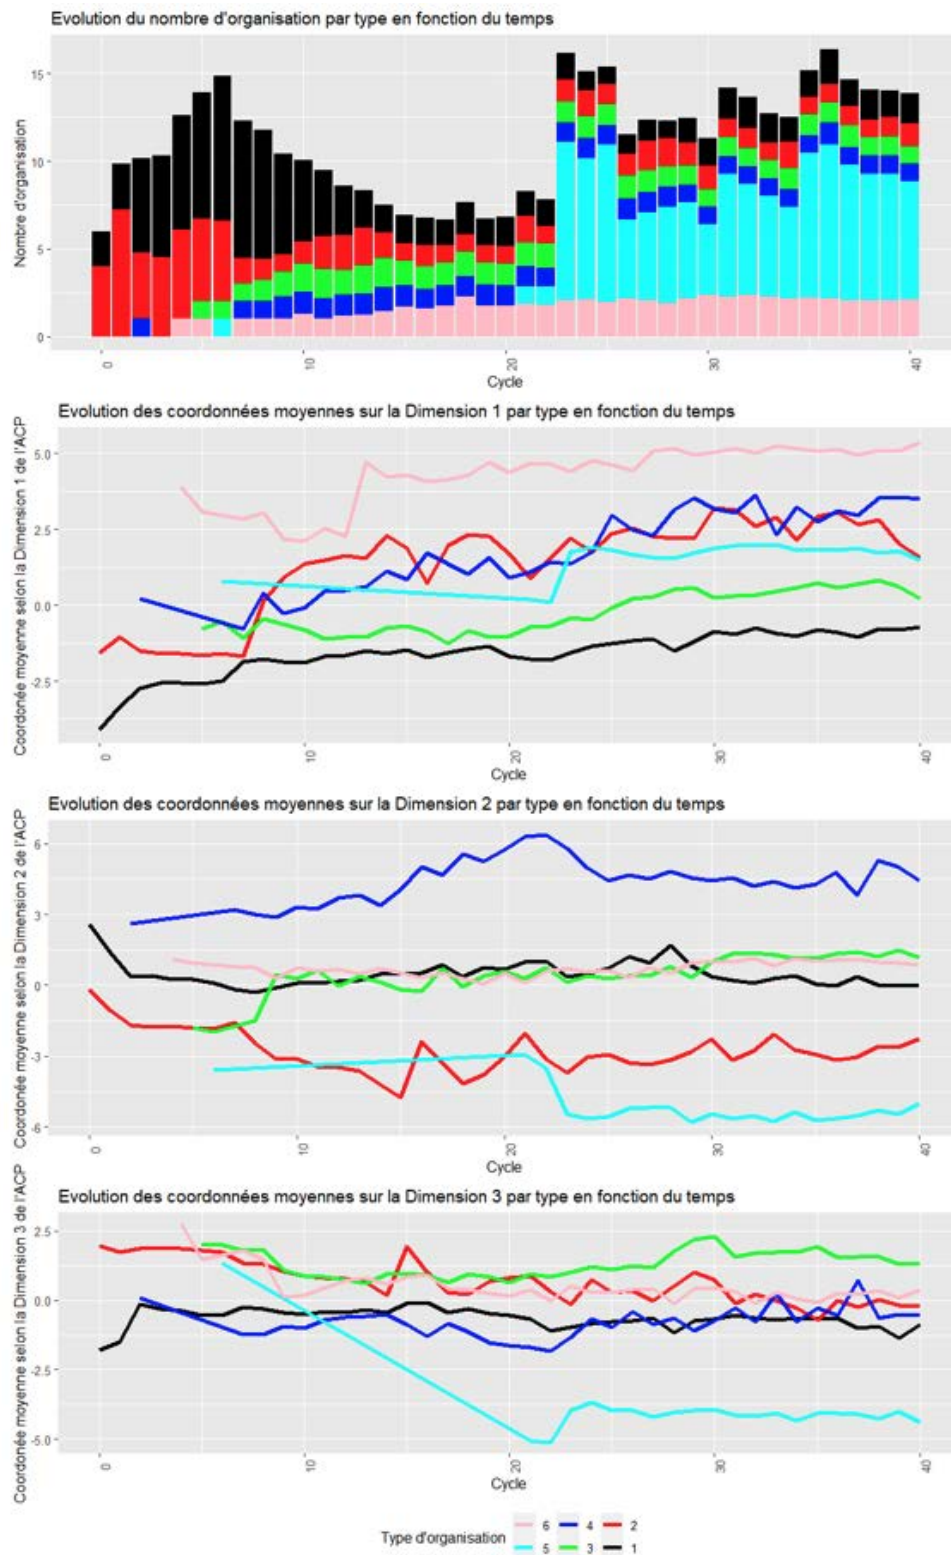 Evolution du nombre d'organisation par type en fonction du temps
Nombre d'organisation
15
10
5
0
0 10 20 30 40
Cycle
Evolution des coordonnées moyennes sur la Dimension 1 par type en fonction du temps
Coordonée moyenne selon la Dimension 1 de l'ACP
5.0
2.5
0.0
-2.5
0 10 20 30 40
Cycle
Evolution des coordonnées moyennes sur la Dimension 2 par type en fonction du temps
Coordonée moyenne selon la Dimension 2 de l'ACP
6
3
0
-3
-6
0 10 20 30 40
Cycle
Evolution des coordonnées moyennes sur la Dimension 3 par type en fonction du temps
Coordonée moyenne selon la Dimension 3 de l'ACP
2.5
0.0
-2.5
-5.0
0 10 20 30 40
Cycle
Type d'organisation
6 4 2
5 3 1